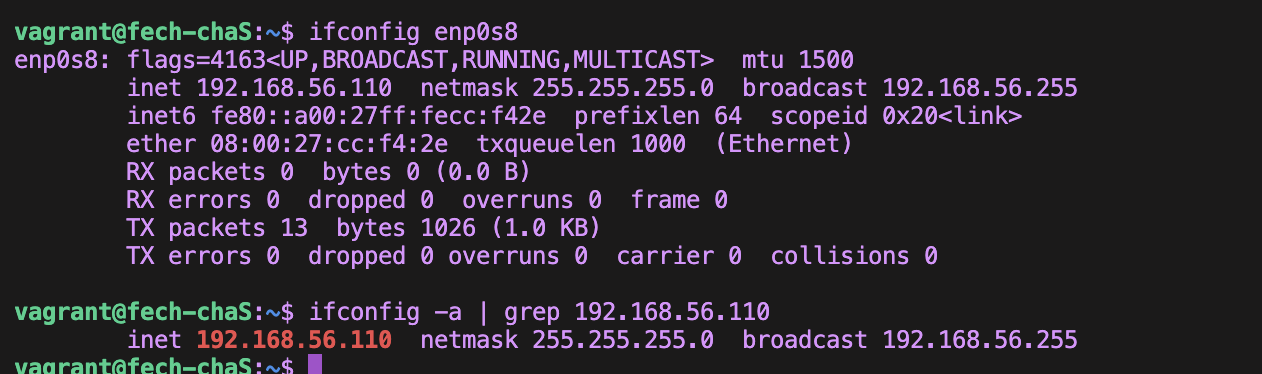 vagrant@fech-chaS:~$ ifconfig enp0s8
enp0s8: flags=4163<UP,BROADCAST,RUNNING,MULTICAST>  mtu 1500
        inet 192.168.56.110  netmask 255.255.255.0  broadcast 192.168.56.255
        inet6 fe80::a00:27ff:fecc:f42e  prefixlen 64  scopeid 0x20<link>
        ether 08:00:27:cc:f4:2e  txqueuelen 1000  (Ethernet)
        RX packets 0  bytes 0 (0.0 B)
        RX errors 0  dropped 0  overruns 0  frame 0
        TX packets 13  bytes 1026 (1.0 KB)
        TX errors 0  dropped 0 overruns 0  carrier 0  collisions 0

vagrant@fech-chaS:~$ ifconfig -a | grep 192.168.56.110
        inet 192.168.56.110  netmask 255.255.255.0  broadcast 192.168.56.255
vagrant@fech-chaS:~$